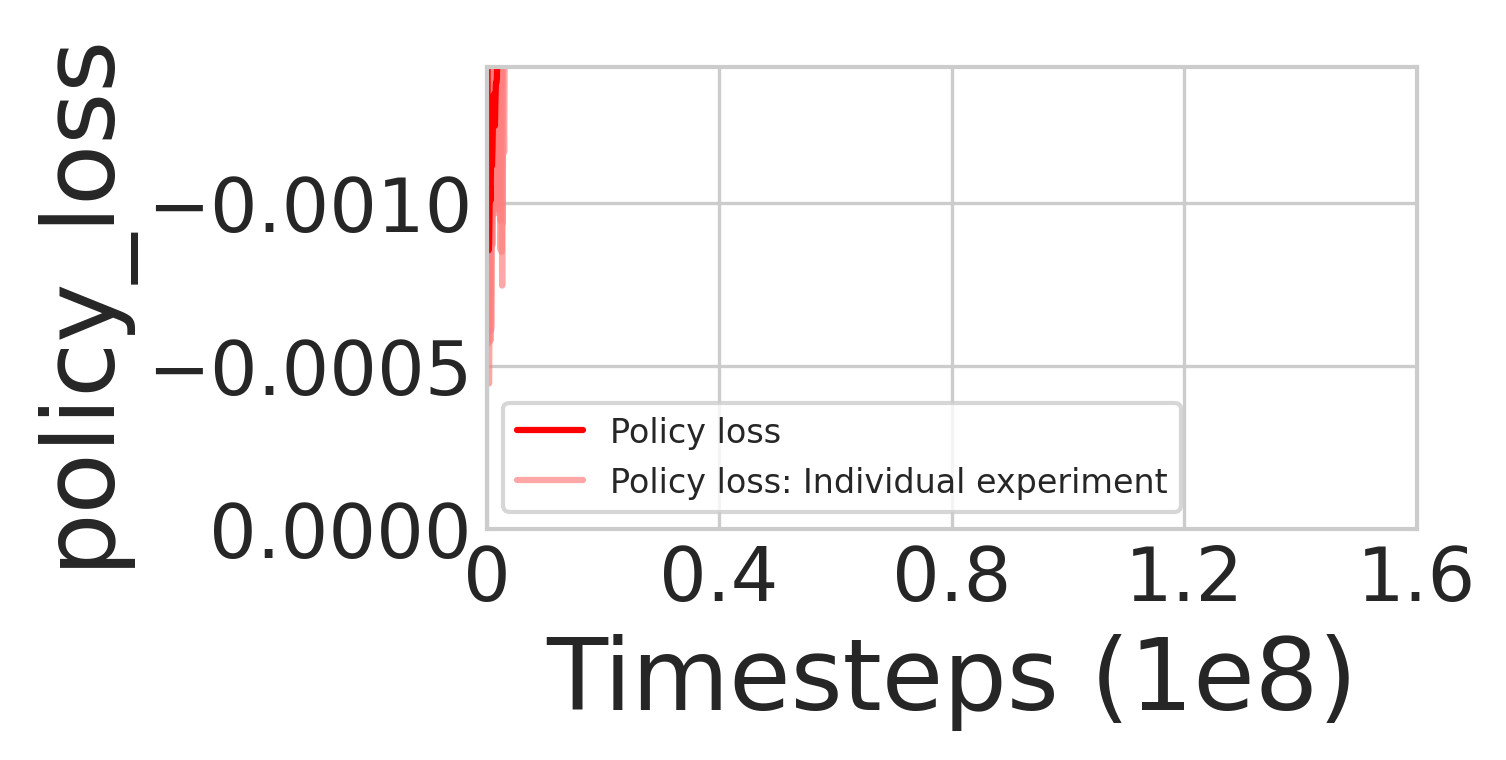 policy_loss
−0.0010
−0.0005
0.0000
Policy loss
Policy loss: Individual experiment
0 0.4 0.8 1.2 1.6
Timesteps (1e8)